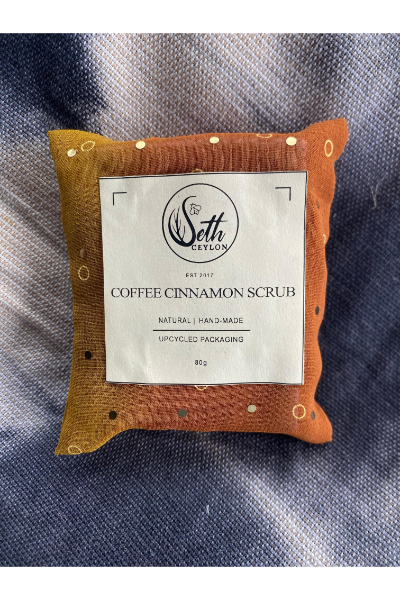 Seth
CEYLON
EST 2017
COFFEE CINNAMON SCRUB
NATURAL | HAND-MADE
UPCYCLED PACKAGING
80g